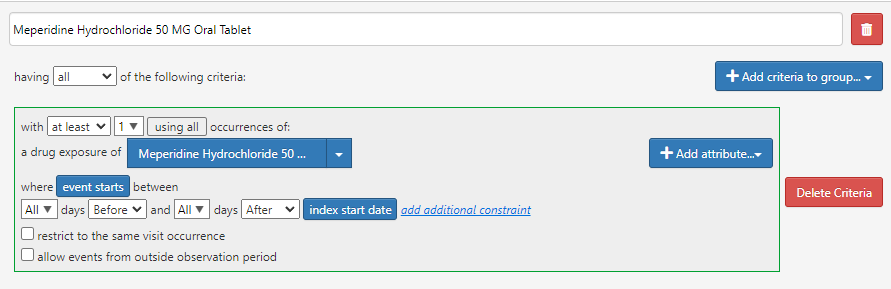 Meperidine Hydrochloride 50 MG Oral Tablet
having all of the following criteria:
Add criteria to group...
with at least 1 using all occurrences of:
a drug exposure of Meperidine Hydrochloride 50 ... Add attribute...
where event starts between
Delete Criteria
All days Before and All days After index start date add additional constraint
restrict to the same visit occurrence
allow events from outside observation period